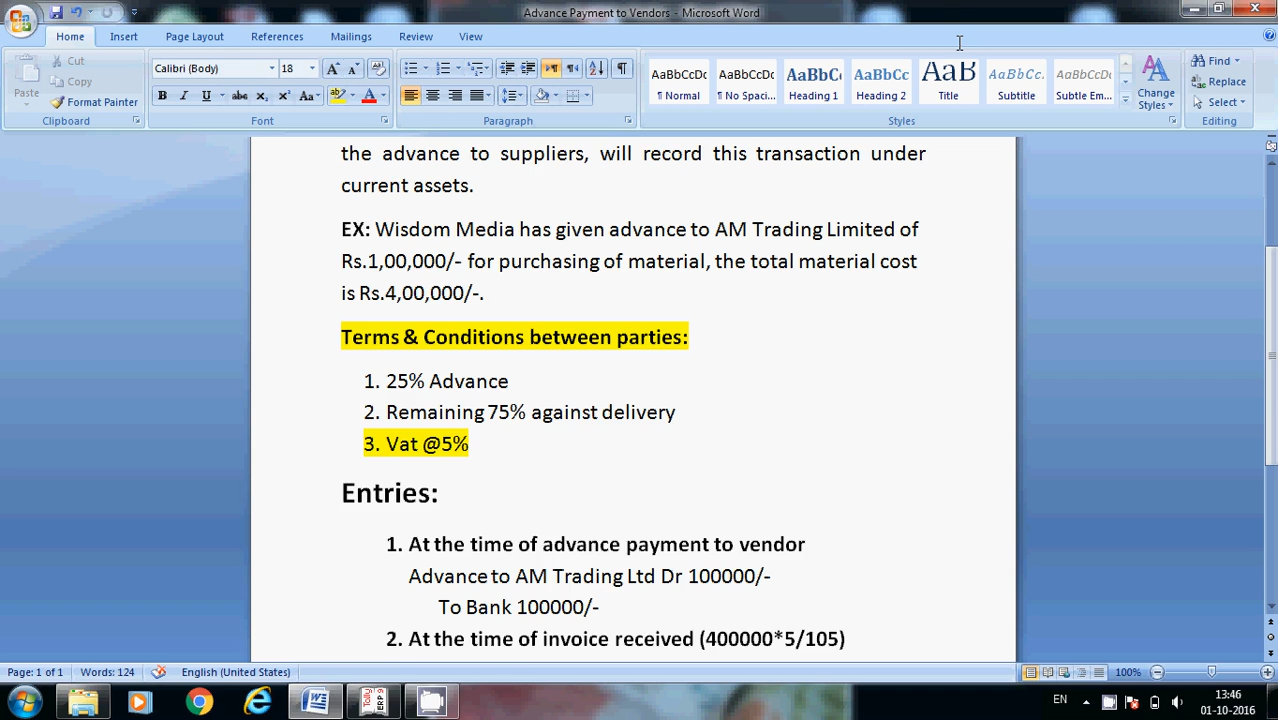 Advance Payment to Vendors - Microsoft Word
Home Insert Page Layout References Mailings Review View
Paste
Cut
Copy
Format Painter
Clipboard
Calibri (Body) 18
Font
Paragraph
AaBbCcDc AaBbCcDc AaBbC AaBbCc AaB AaBbCc. AaBbCcDc
¶ Normal ¶ No Spaci... Heading 1 Heading 2 Title Subtitle Subtle Em...
Styles
Change Styles
Find
Replace
Select
Editing
the advance to suppliers, will record this transaction under
current assets.
EX: Wisdom Media has given advance to AM Trading Limited of
Rs.1,00,000/- for purchasing of material, the total material cost
is Rs.4,00,000/-.
Terms & Conditions between parties:
1. 25% Advance
2. Remaining 75% against delivery
3. Vat @5%
Entries:
1. At the time of advance payment to vendor
Advance to AM Trading Ltd Dr 100000/-
To Bank 100000/-
2. At the time of invoice received (400000*5/105)
Page: 1 of 1 Words: 124 English (United States) 100%
EN 13:46
01-10-2016